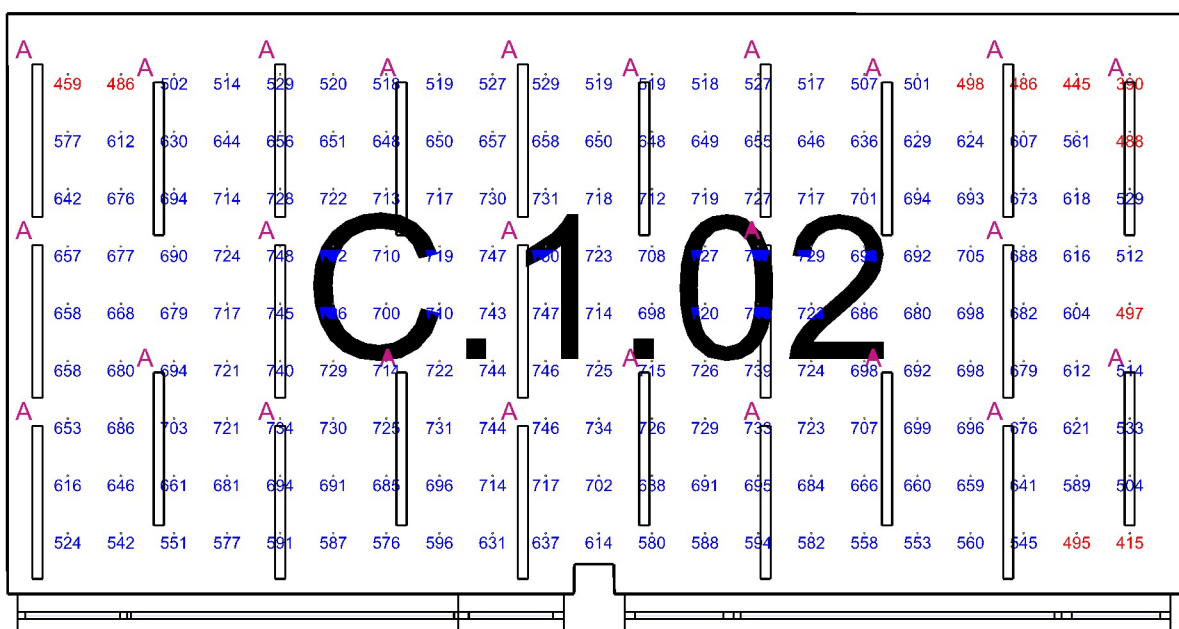 A A A A A
A A A A A
459 486 502 514 529 520 518 519 527 529 519 519 518 527 517 507 501 498 486 445 390
577 612 630 644 656 651 648 650 657 658 650 648 649 655 646 636 629 624 607 561 488
642 676 694 714 728 722 713 717 730 731 718 712 719 727 717 701 694 693 673 618 529
A A A A A
657 677 690 724 748 710 719 747 723 708 727 729 692 705 688 616 512
C.1.02
658 668 679 717 745 700 710 743 747 714 698 720 686 680 698 682 604 497
A A A A A
658 680 694 721 740 729 714 722 744 746 725 715 726 739 724 698 692 698 679 612 514
A A A A
653 686 703 721 734 730 725 731 744 746 734 726 729 733 723 707 699 696 676 621 533
616 646 661 681 694 691 685 696 714 717 702 688 691 695 684 666 660 659 641 589 504
524 542 551 577 591 587 576 596 631 637 614 580 588 594 582 558 553 560 545 495 415